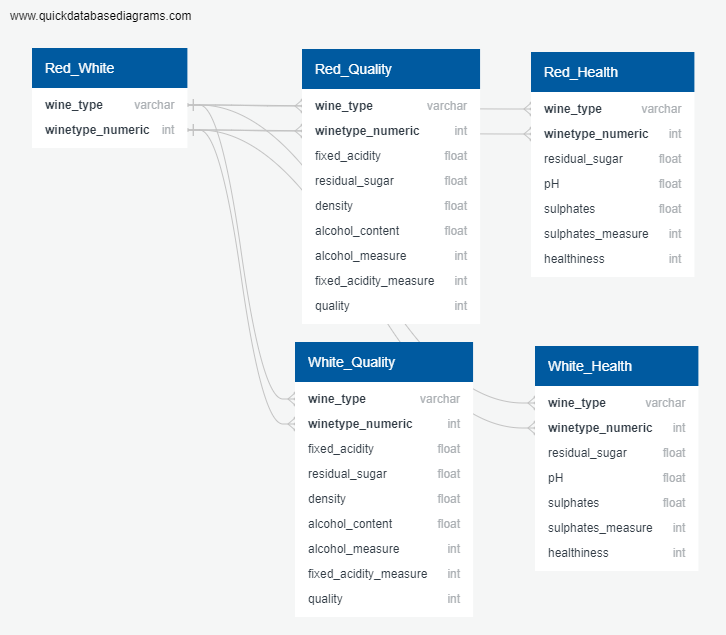 www.quickdatabasediagrams.com
Red_White
wine_type varchar
winetype_numeric int
Red_Quality
wine_type varchar
winetype_numeric int
fixed_acidity float
residual_sugar float
density float
alcohol_content float
alcohol_measure int
fixed_acidity_measure int
quality int
Red_Health
wine_type varchar
winetype_numeric int
residual_sugar float
pH float
sulphates float
sulphates_measure int
healthiness int
White_Quality
wine_type varchar
winetype_numeric int
fixed_acidity float
residual_sugar float
density float
alcohol_content float
alcohol_measure int
fixed_acidity_measure int
quality int
White_Health
wine_type varchar
winetype_numeric int
residual_sugar float
pH float
sulphates float
sulphates_measure int
healthiness int